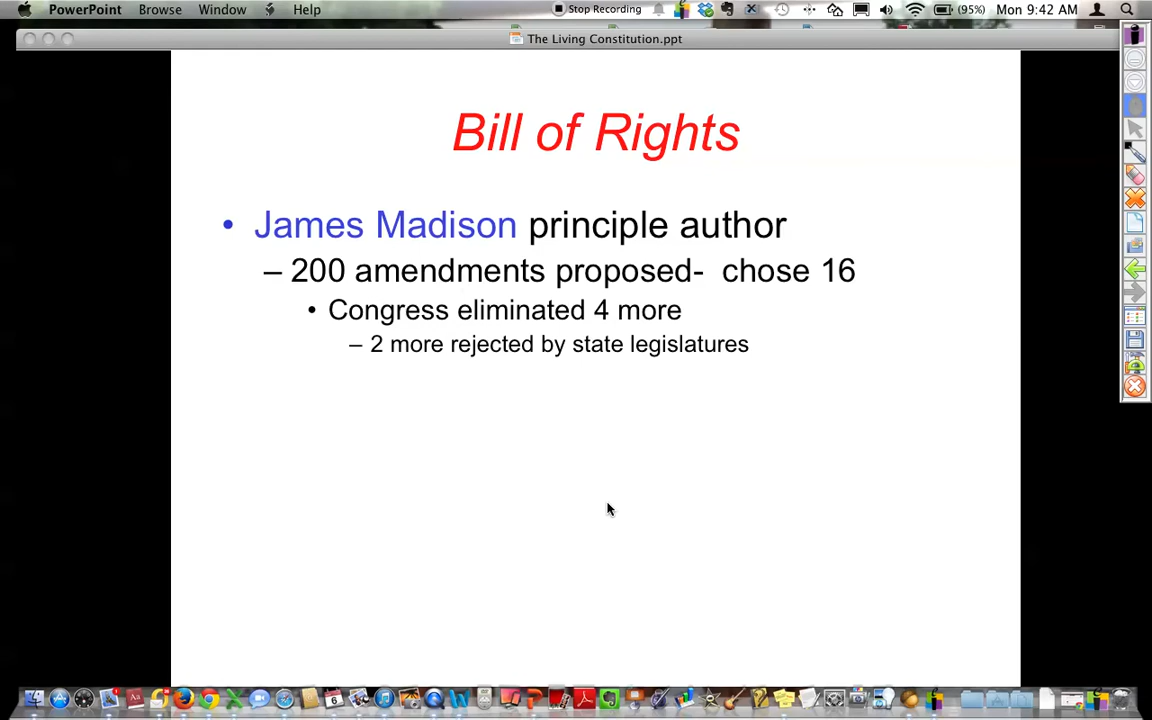 PowerPoint Browse Window Help Stop Recording (95%) Mon 9:42 AM
The Living Constitution.ppt
Bill of Rights
• James Madison principle author
– 200 amendments proposed- chose 16
• Congress eliminated 4 more
– 2 more rejected by state legislatures